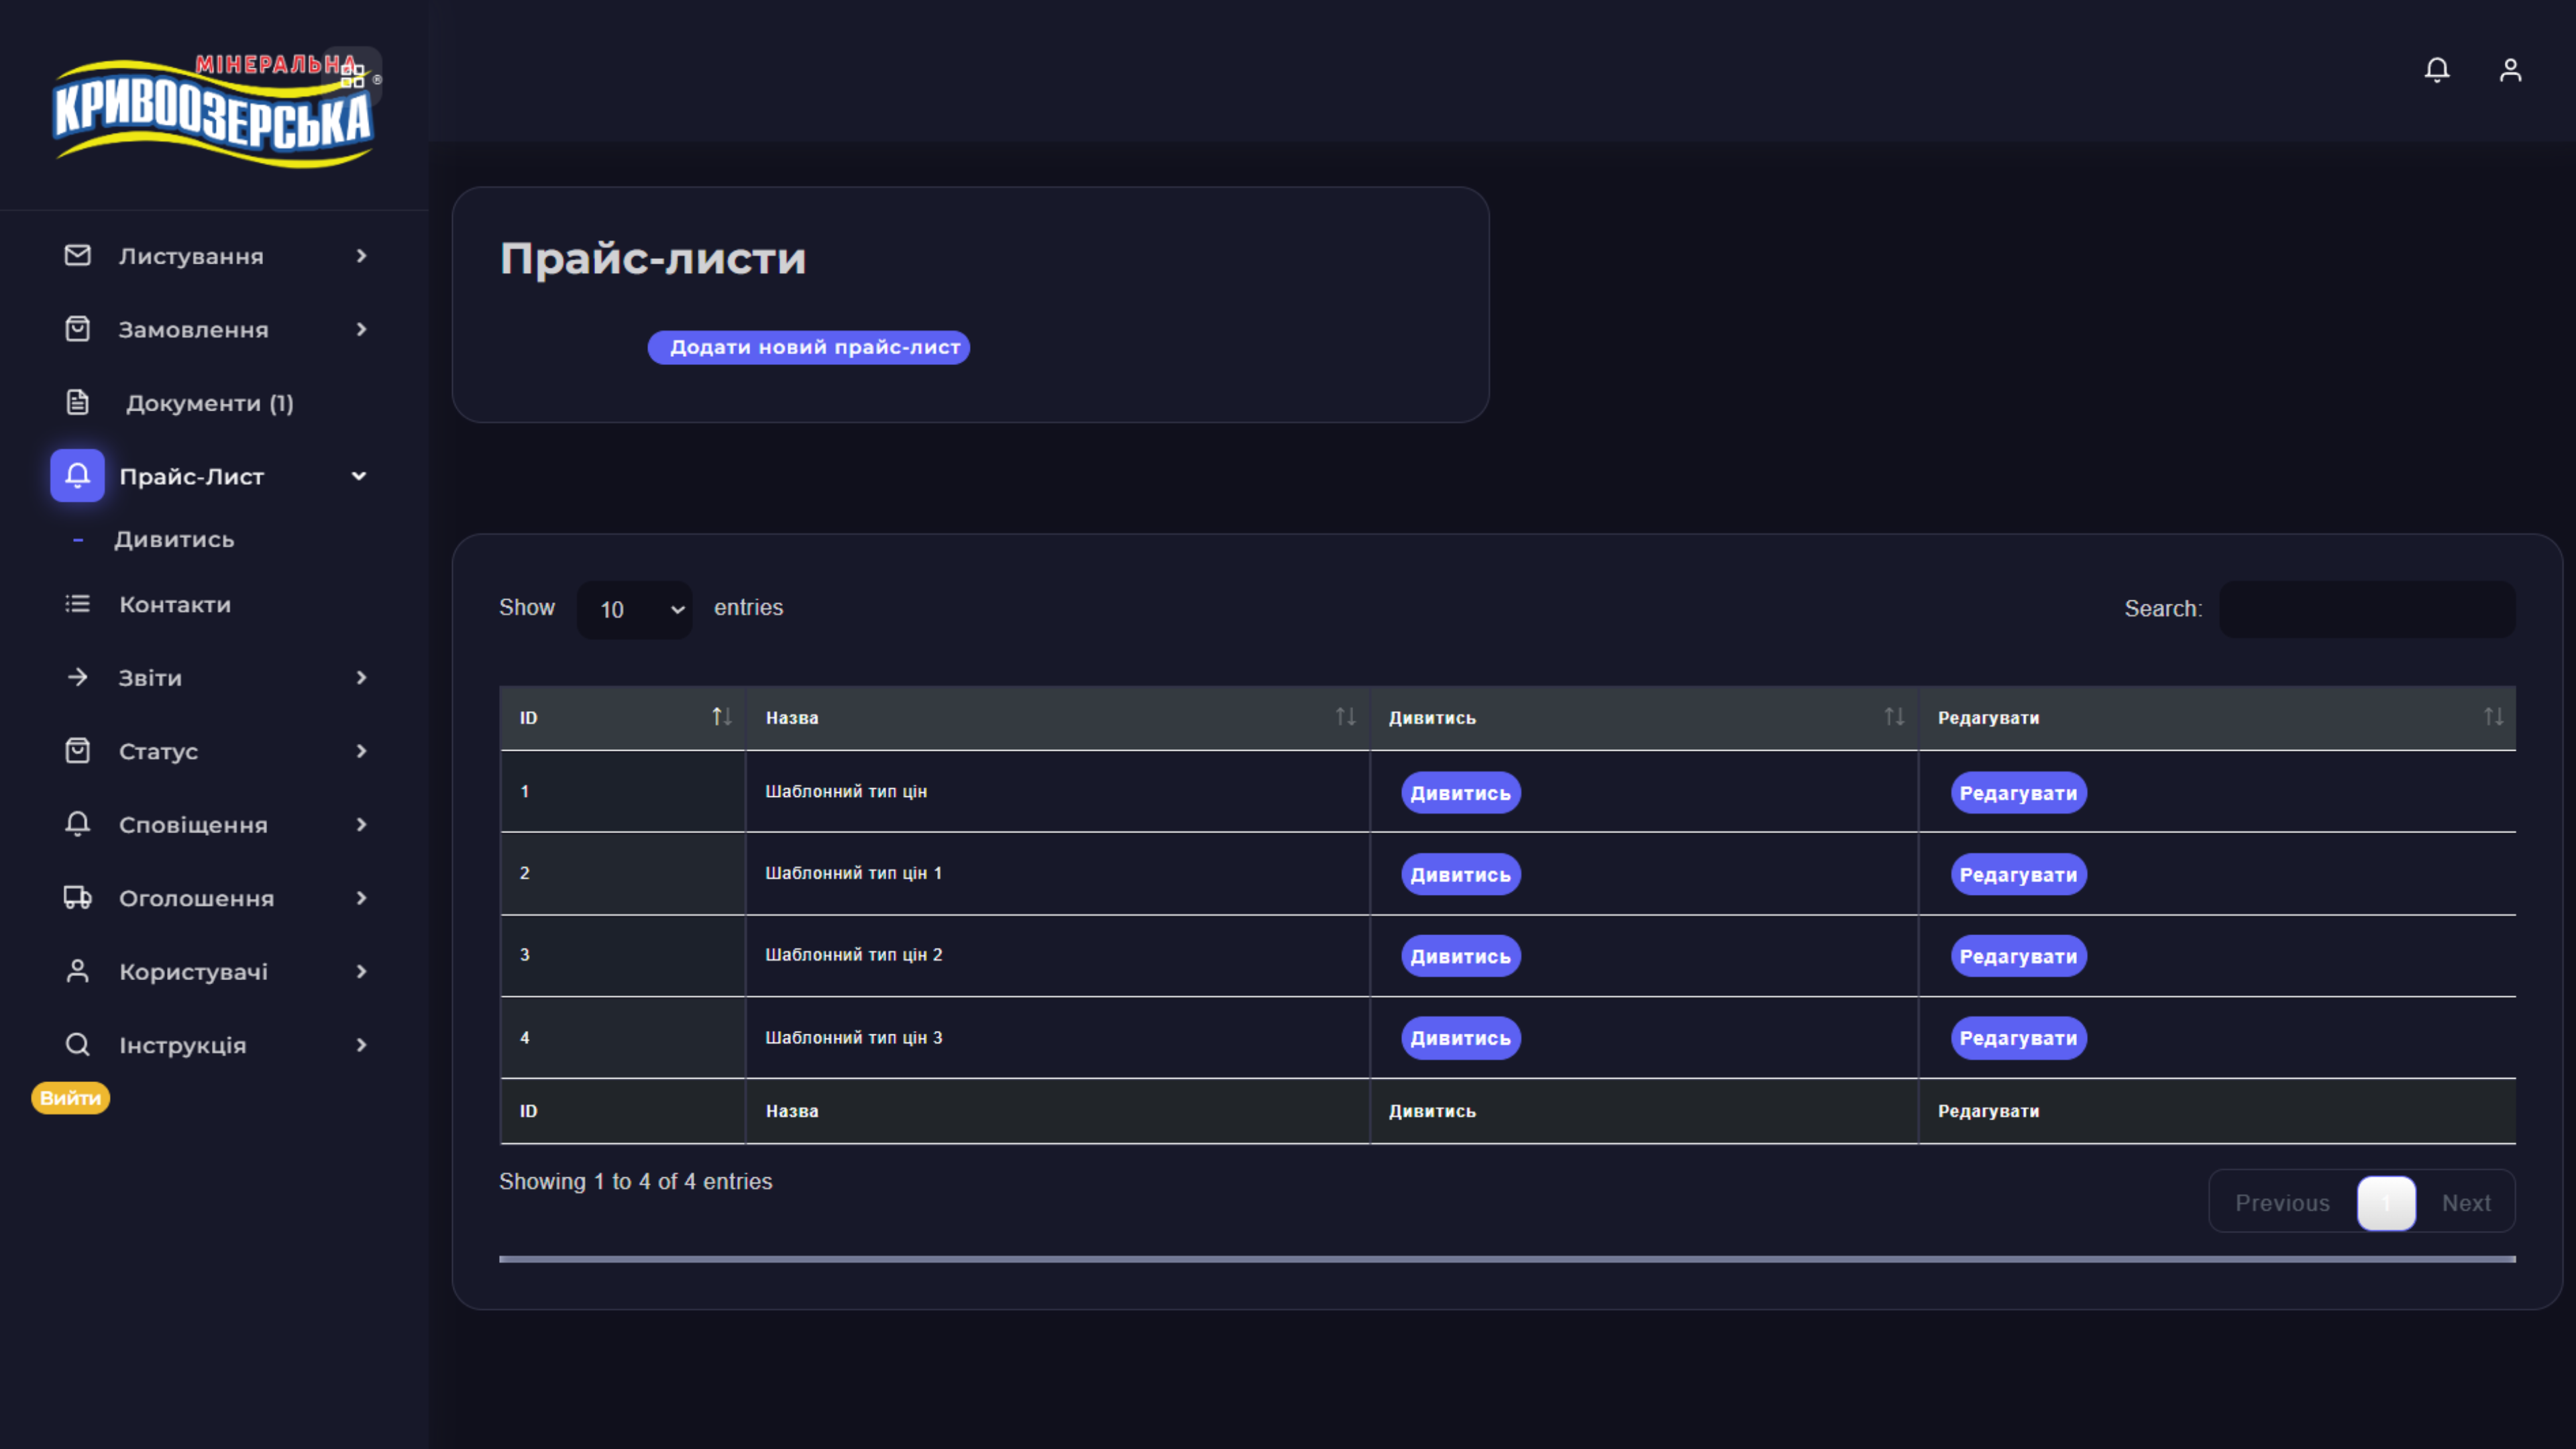 МІНЕРАЛЬНА
КРИВООЗЕРСЬКА ®
Листування
Замовлення
Документи (1)
Прайс-Лист
- Дивитись
Контакти
Звіти
Статус
Сповіщення
Оголошення
Користувачі
Інструкція
Вийти
Прайс-листи
Додати новий прайс-лист
Show 10 entries
Search:
ID Назва Дивитись Редагувати
1 Шаблонний тип цін Дивитись Редагувати
2 Шаблонний тип цін 1 Дивитись Редагувати
3 Шаблонний тип цін 2 Дивитись Редагувати
4 Шаблонний тип цін 3 Дивитись Редагувати
ID Назва Дивитись Редагувати
Showing 1 to 4 of 4 entries
Previous 1 Next